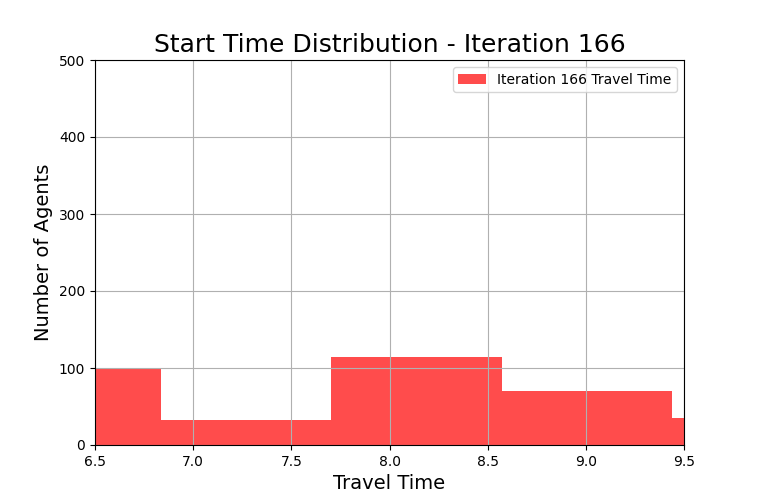 Start Time Distribution - Iteration 166
500
400
300
200
100
0
Number of Agents
Iteration 166 Travel Time
6.5 7.0 7.5 8.0 8.5 9.0 9.5
Travel Time